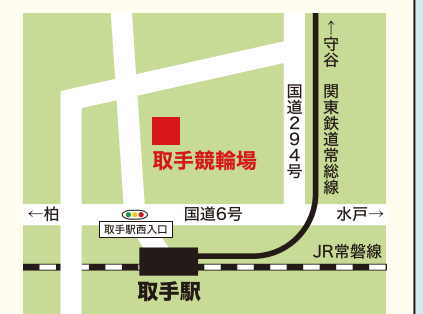 ↑守谷
関東鉄道常総線
国道294号
取手競輪場
←柏
国道6号
水戸→
取手駅西入口
JR常磐線
取手駅